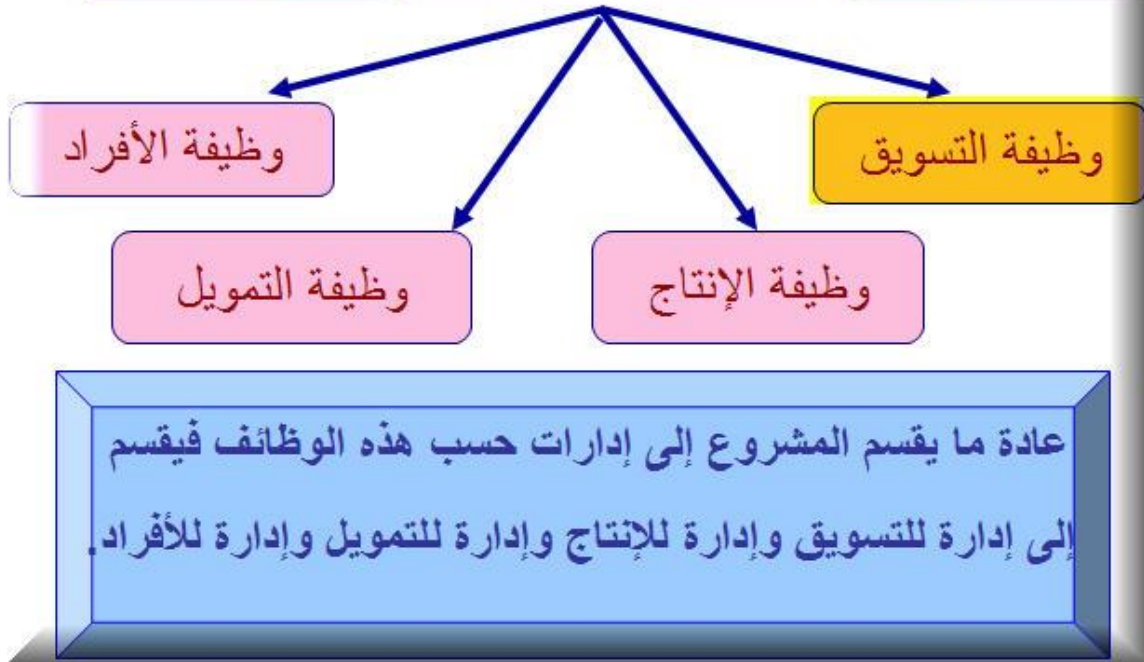 وظيفة التسويق
وظيفة الأفراد
وظيفة الإنتاج
وظيفة التمويل
عادة ما يقسم المشروع إلى إدارات حسب هذه الوظائف فيقسم
إلى إدارة للتسويق وإدارة للإنتاج وإدارة للتمويل وإدارة للأفراد.